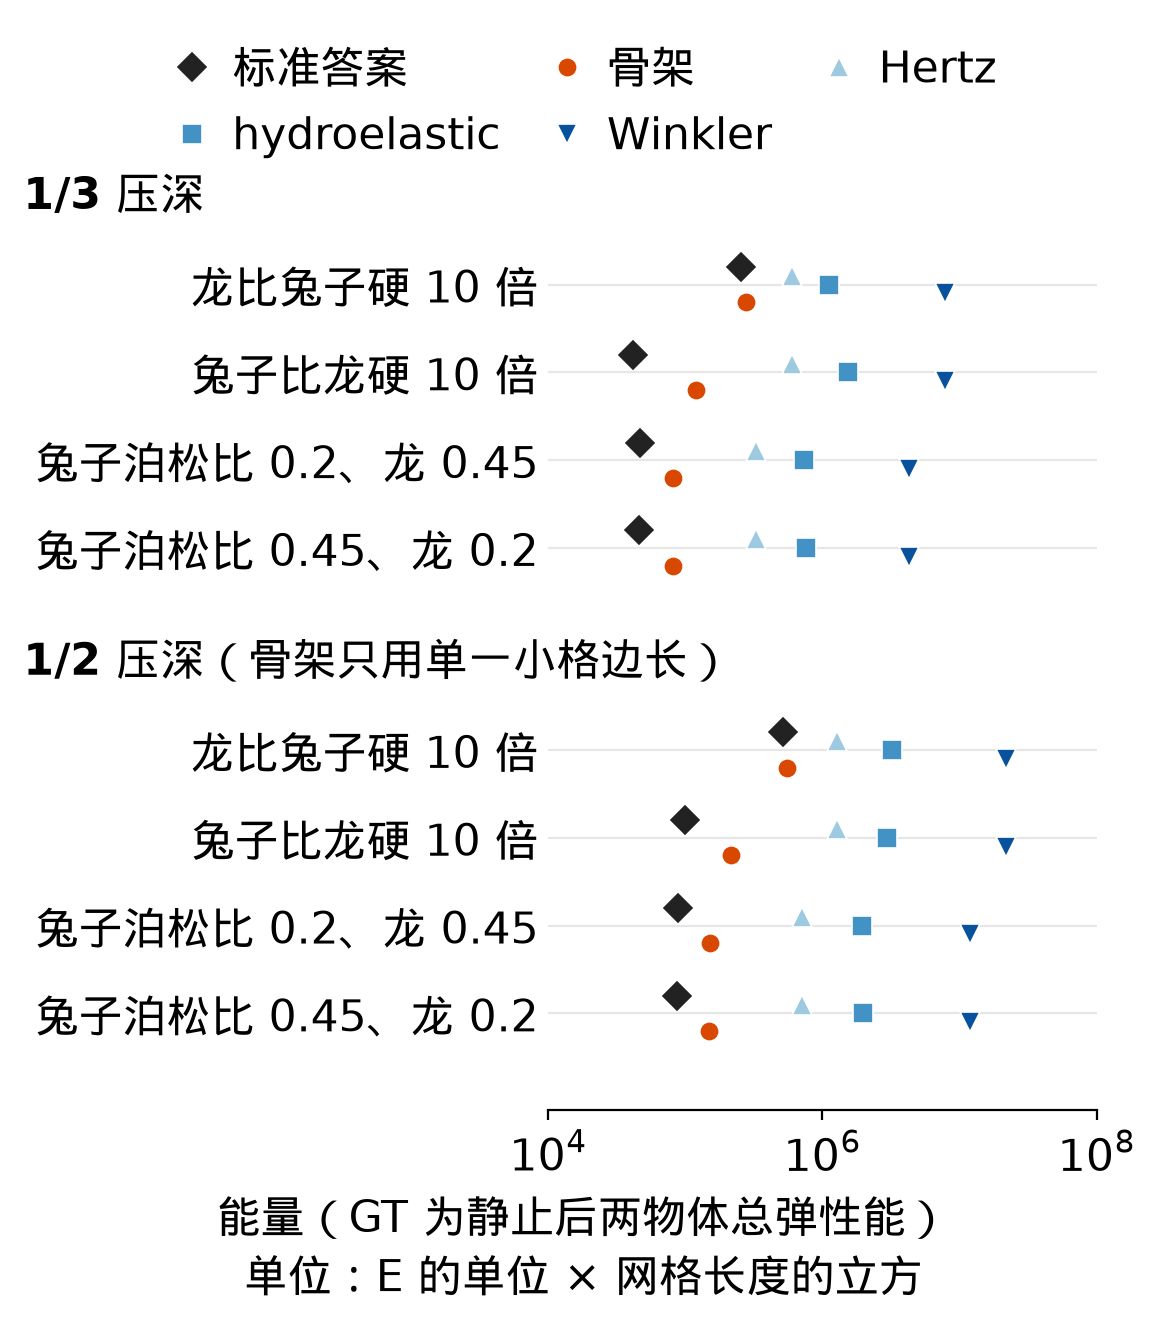 标准答案 骨架 Hertz
hydroelastic Winkler
1/3 压深
龙比兔子硬 10 倍
兔子比龙硬 10 倍
兔子泊松比 0.2、龙 0.45
兔子泊松比 0.45、龙 0.2
1/2 压深（骨架只用单一小格边长）
龙比兔子硬 10 倍
兔子比龙硬 10 倍
兔子泊松比 0.2、龙 0.45
兔子泊松比 0.45、龙 0.2
10⁴ 10⁶ 10⁸
能量（GT 为静止后两物体总弹性能）
单位：E 的单位 × 网格长度的立方